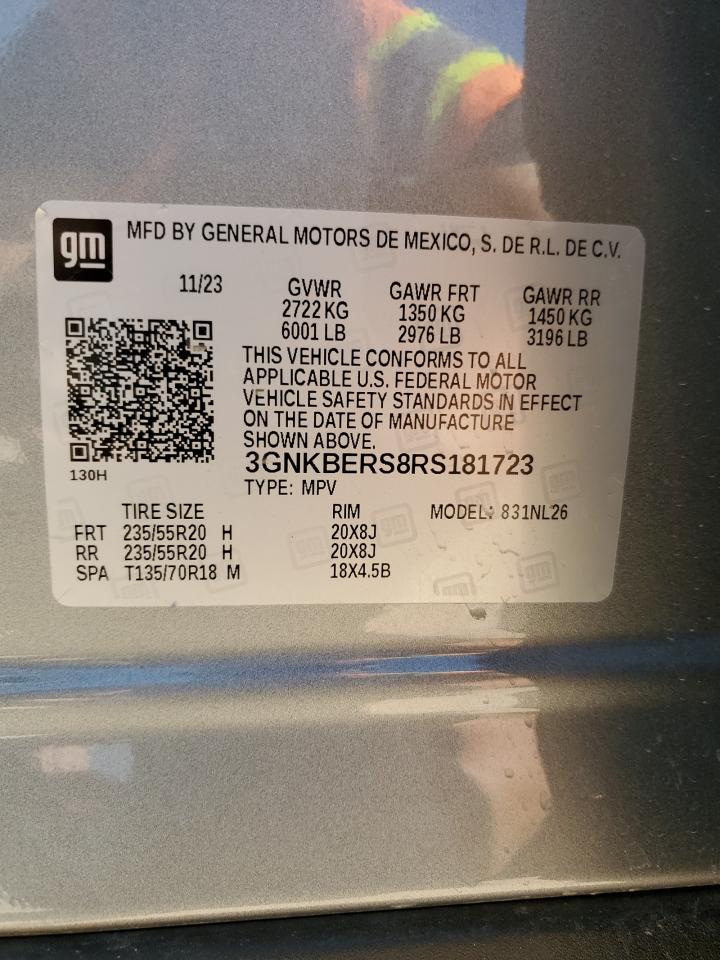 gm
MFD BY GENERAL MOTORS DE MEXICO, S. DE R.L. DE C.V.
11/23 GVWR GAWR FRT GAWR RR
2722 KG 1350 KG 1450 KG
6001 LB 2976 LB 3196 LB
THIS VEHICLE CONFORMS TO ALL
APPLICABLE U.S. FEDERAL MOTOR
VEHICLE SAFETY STANDARDS IN EFFECT
ON THE DATE OF MANUFACTURE
SHOWN ABOVE.
3GNKBERS8RS181723
130H
TYPE: MPV
TIRE SIZE RIM MODEL: 831NL26
FRT 235/55R20 H 20X8J
RR 235/55R20 H 20X8J
SPA T135/70R18 M 18X4.5B